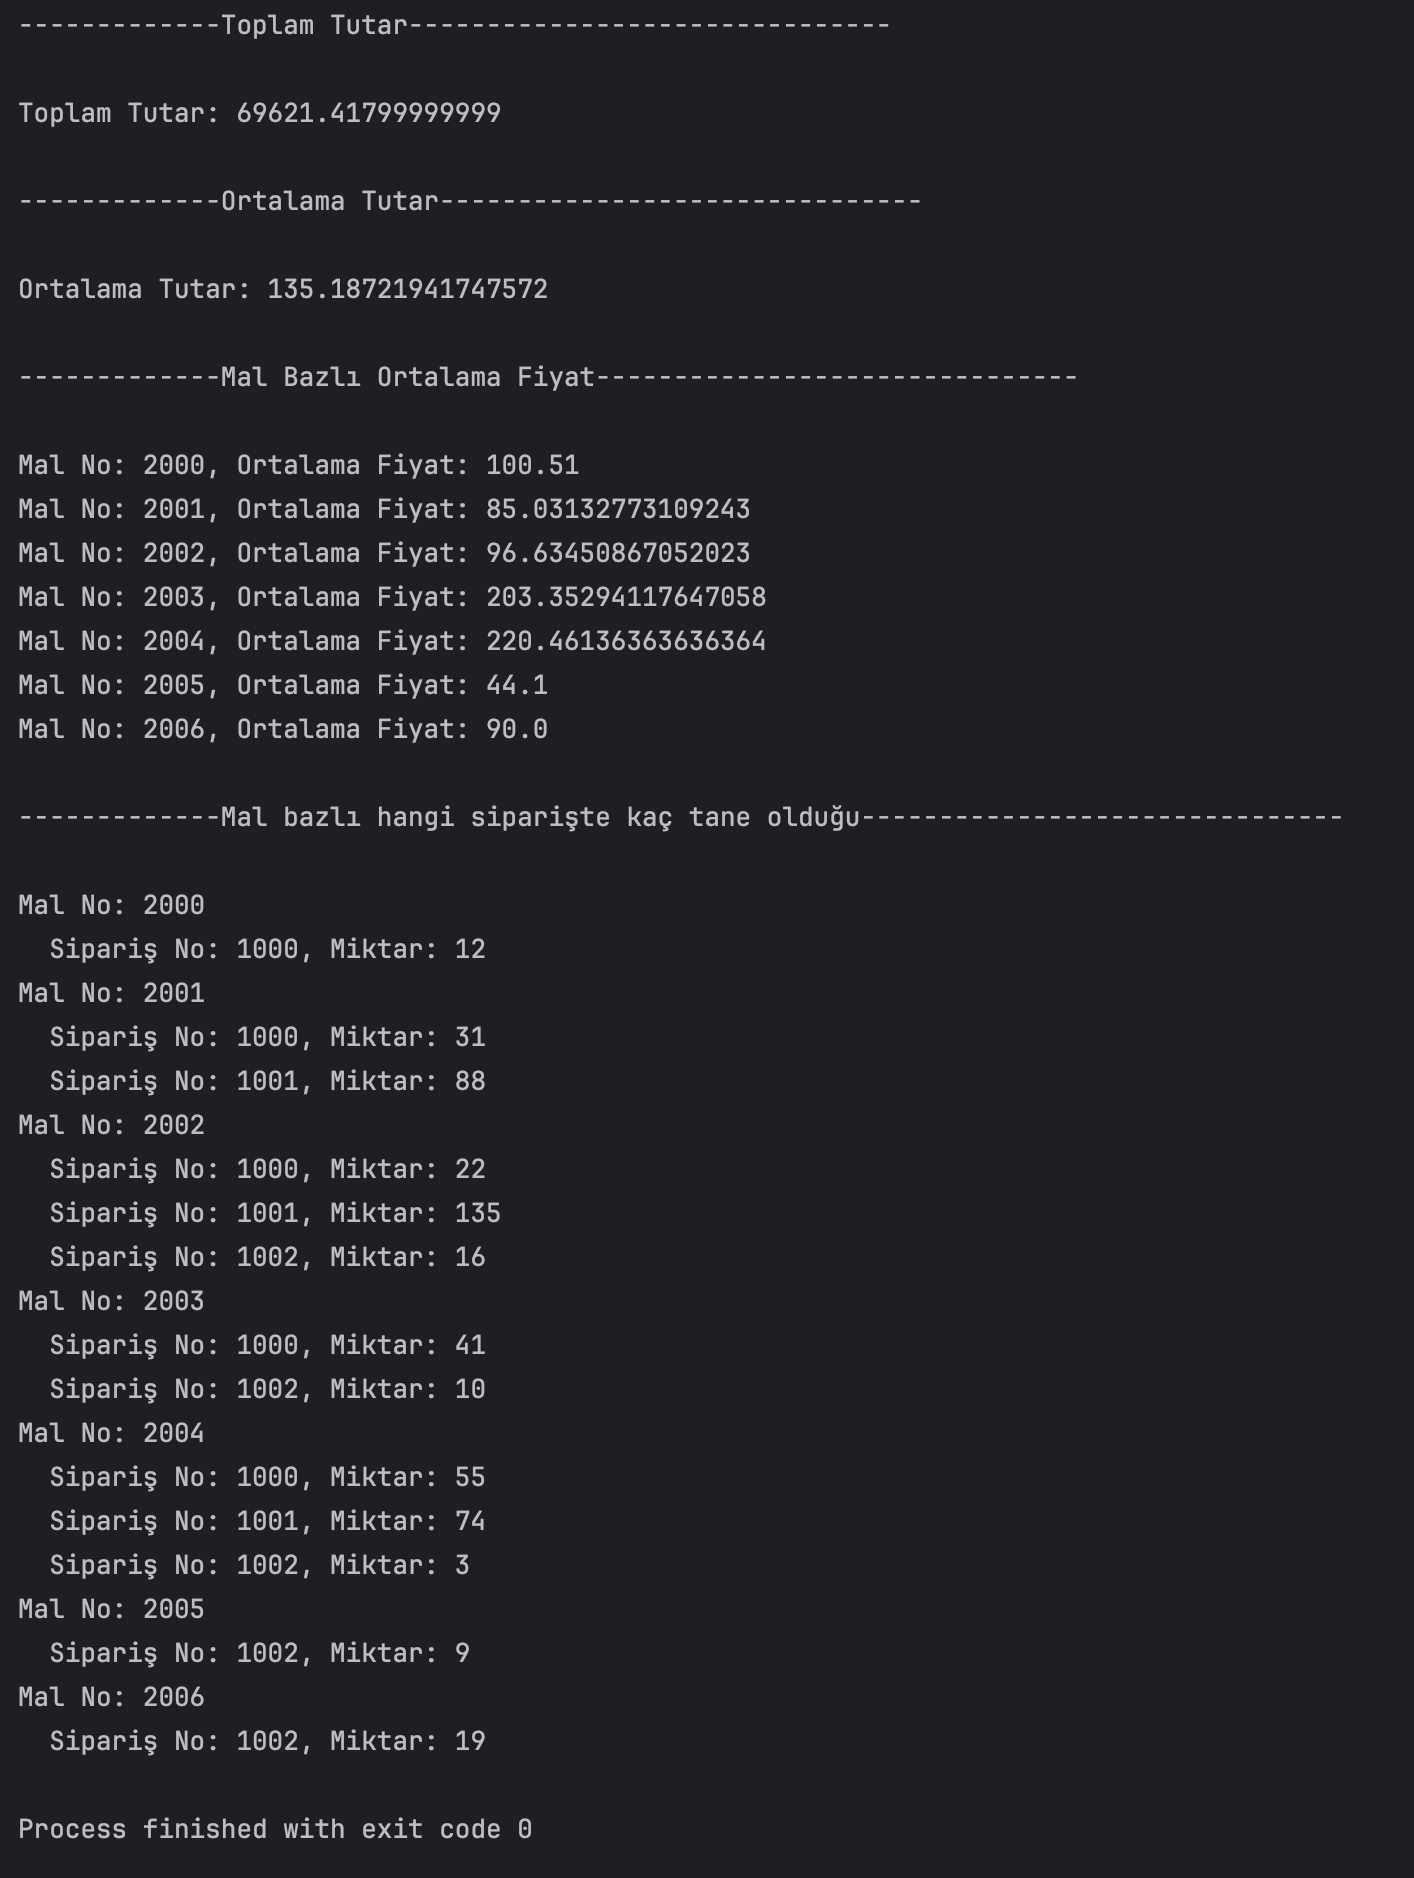 -------------Toplam Tutar-------------------------------
Toplam Tutar: 69621.41799999999
-------------Ortalama Tutar-------------------------------
Ortalama Tutar: 135.18721941747572
-------------Mal Bazlı Ortalama Fiyat-------------------------------
Mal No: 2000, Ortalama Fiyat: 100.51
Mal No: 2001, Ortalama Fiyat: 85.03132773109243
Mal No: 2002, Ortalama Fiyat: 96.63450867052023
Mal No: 2003, Ortalama Fiyat: 203.35294117647058
Mal No: 2004, Ortalama Fiyat: 220.46136363636364
Mal No: 2005, Ortalama Fiyat: 44.1
Mal No: 2006, Ortalama Fiyat: 90.0
-------------Mal bazlı hangi siparişte kaç tane olduğu-------------------------------
Mal No: 2000
  Sipariş No: 1000, Miktar: 12
Mal No: 2001
  Sipariş No: 1000, Miktar: 31
  Sipariş No: 1001, Miktar: 88
Mal No: 2002
  Sipariş No: 1000, Miktar: 22
  Sipariş No: 1001, Miktar: 135
  Sipariş No: 1002, Miktar: 16
Mal No: 2003
  Sipariş No: 1000, Miktar: 41
  Sipariş No: 1002, Miktar: 10
Mal No: 2004
  Sipariş No: 1000, Miktar: 55
  Sipariş No: 1001, Miktar: 74
  Sipariş No: 1002, Miktar: 3
Mal No: 2005
  Sipariş No: 1002, Miktar: 9
Mal No: 2006
  Sipariş No: 1002, Miktar: 19
Process finished with exit code 0